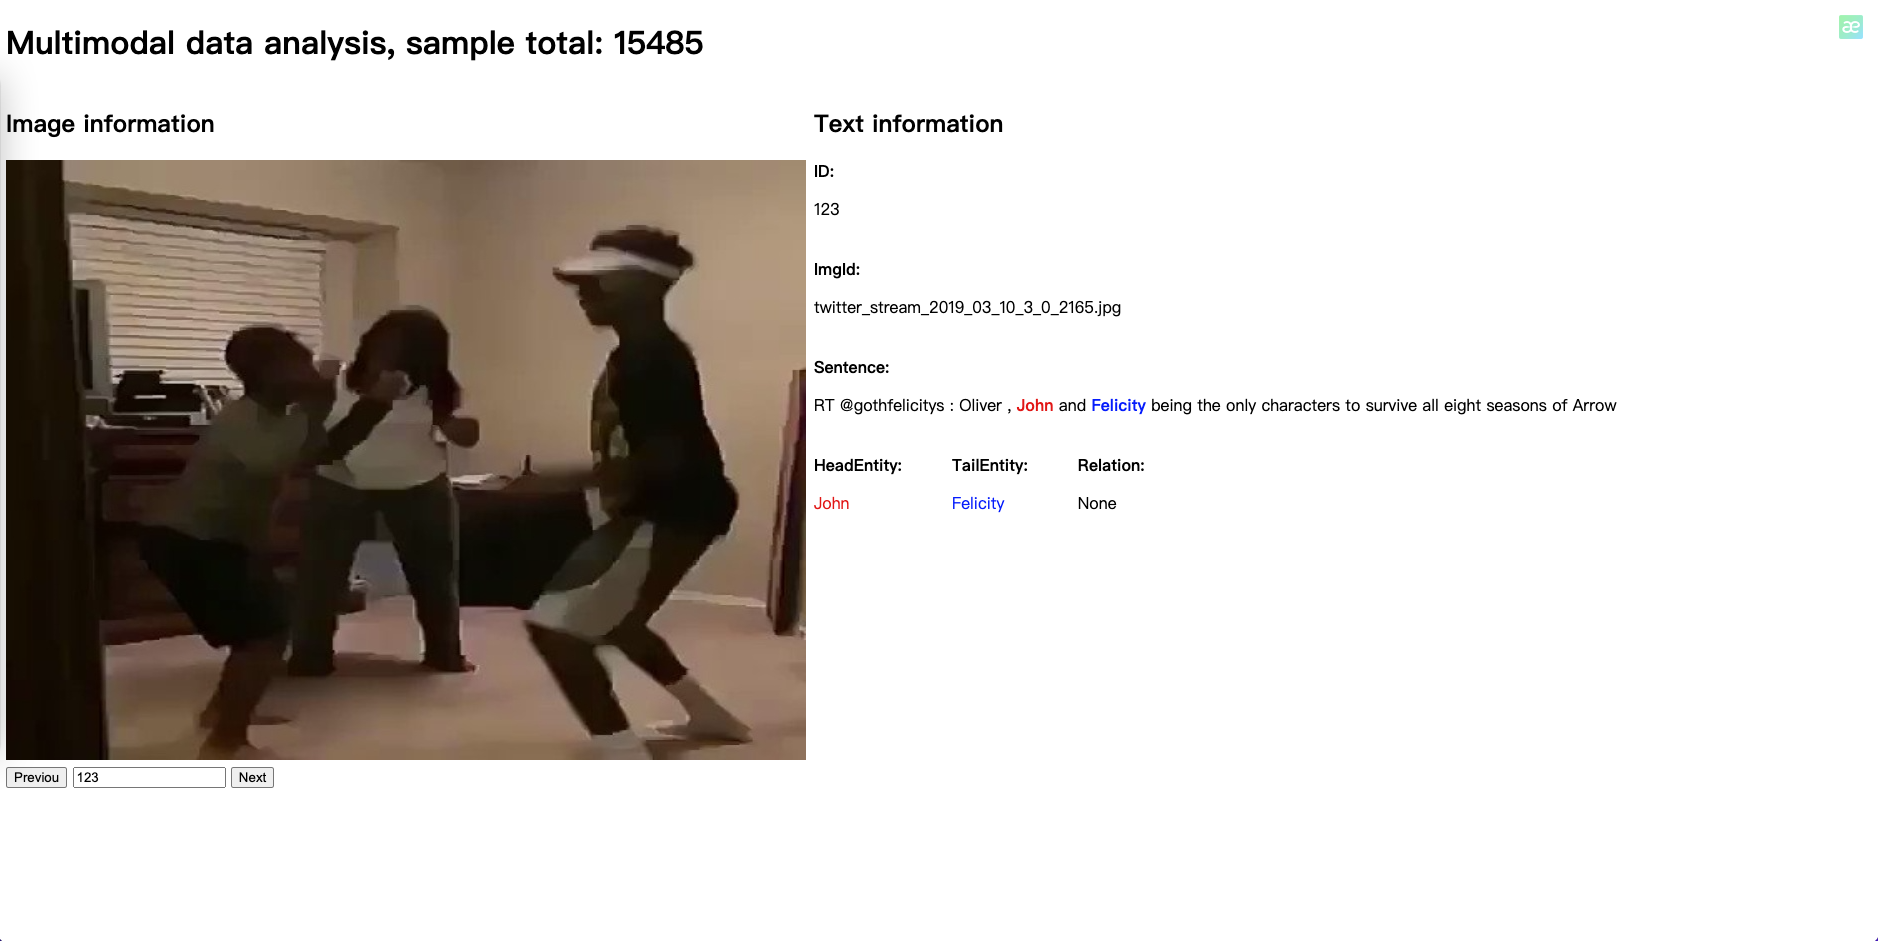 Multimodal data analysis, sample total: 15485
æ
Image information
Text information
ID:
123
ImgId:
twitter_stream_2019_03_10_3_0_2165.jpg
Sentence:
RT @gothfelicitys : Oliver , John and Felicity being the only characters to survive all eight seasons of Arrow
HeadEntity: TailEntity: Relation:
John Felicity None
Previou 123 Next